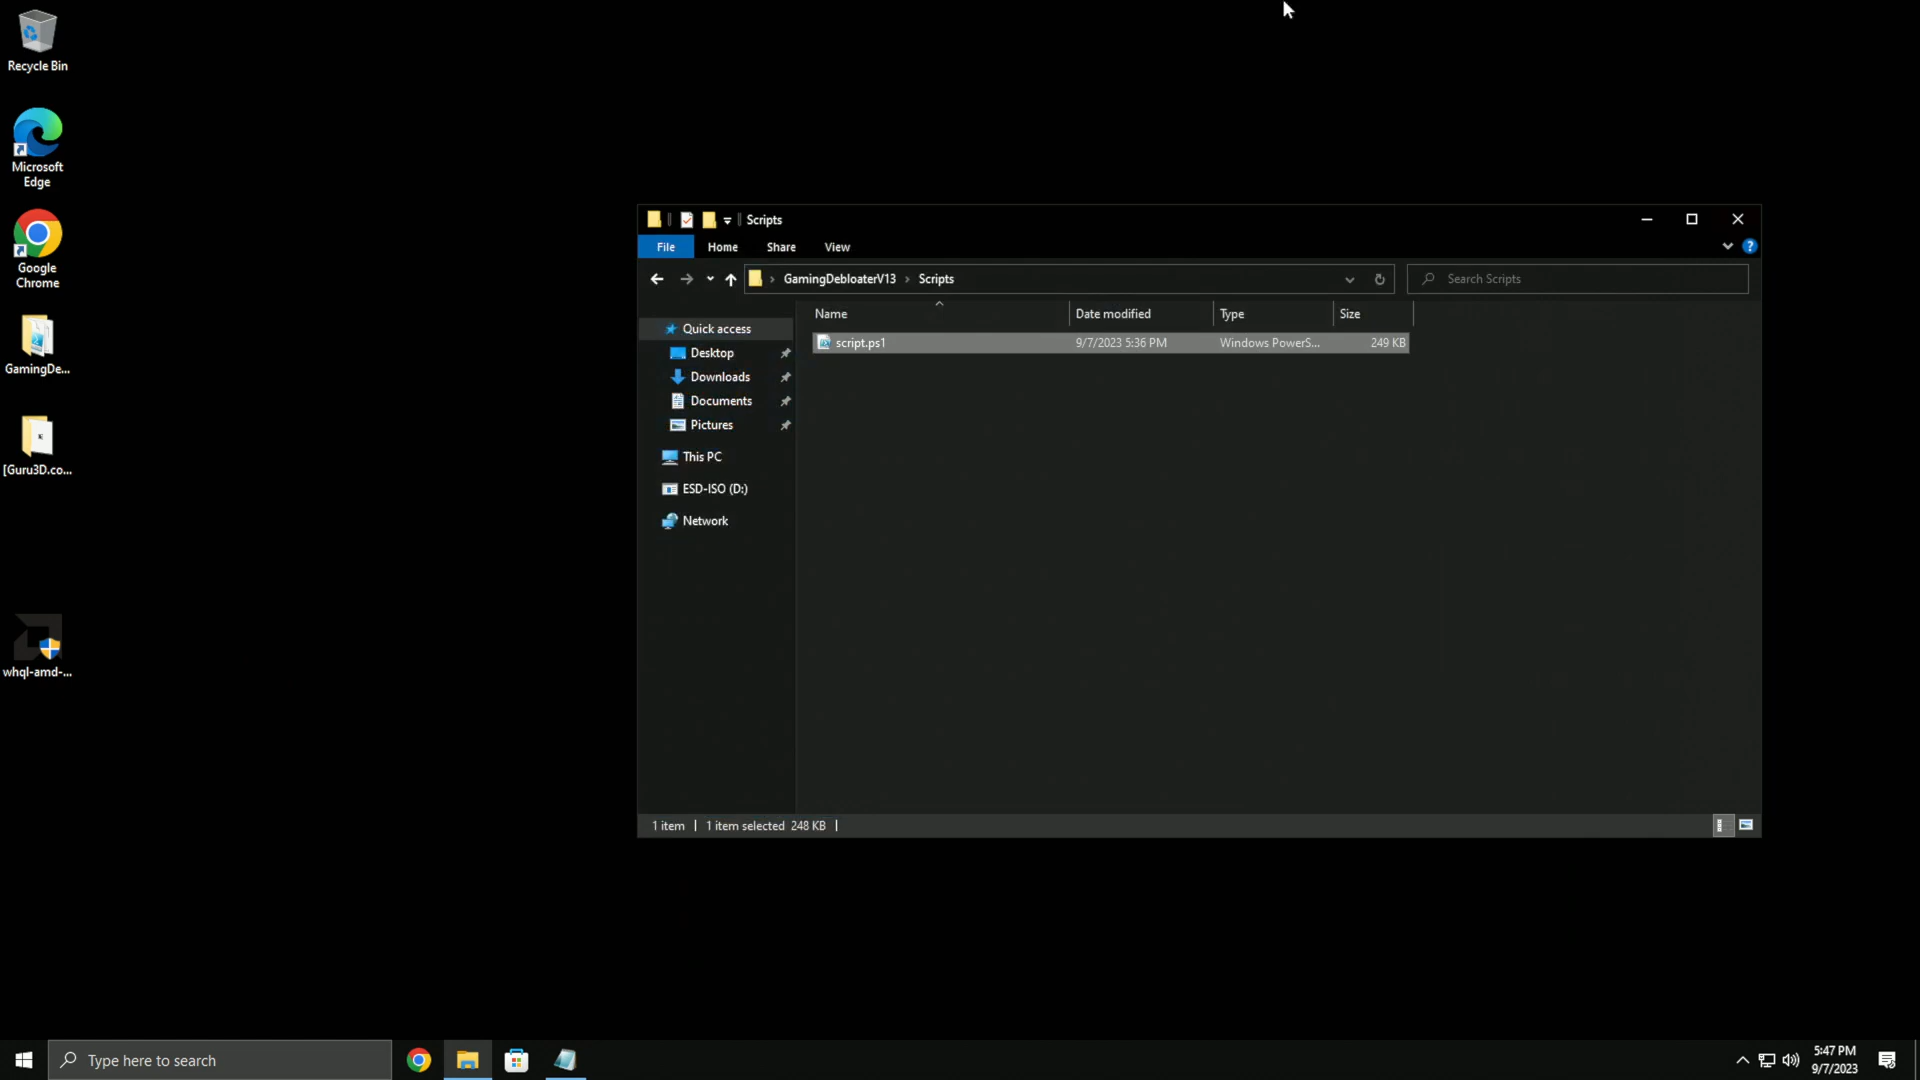 Recycle Bin
Microsoft
Edge
Google
Chrome
GamingDe...
[Guru3D.co...
whql-amd-...
Scripts
File Home Share View
GamingDebloaterV13 Scripts
Search Scripts
Name Date modified Type Size
Quick access
Desktop
Downloads
Documents
Pictures
This PC
ESD-ISO (D:)
Network
script.ps1 9/7/2023 5:36 PM Windows PowerS... 249 KB
1 item 1 item selected 248 KB
Type here to search
5:47 PM
9/7/2023